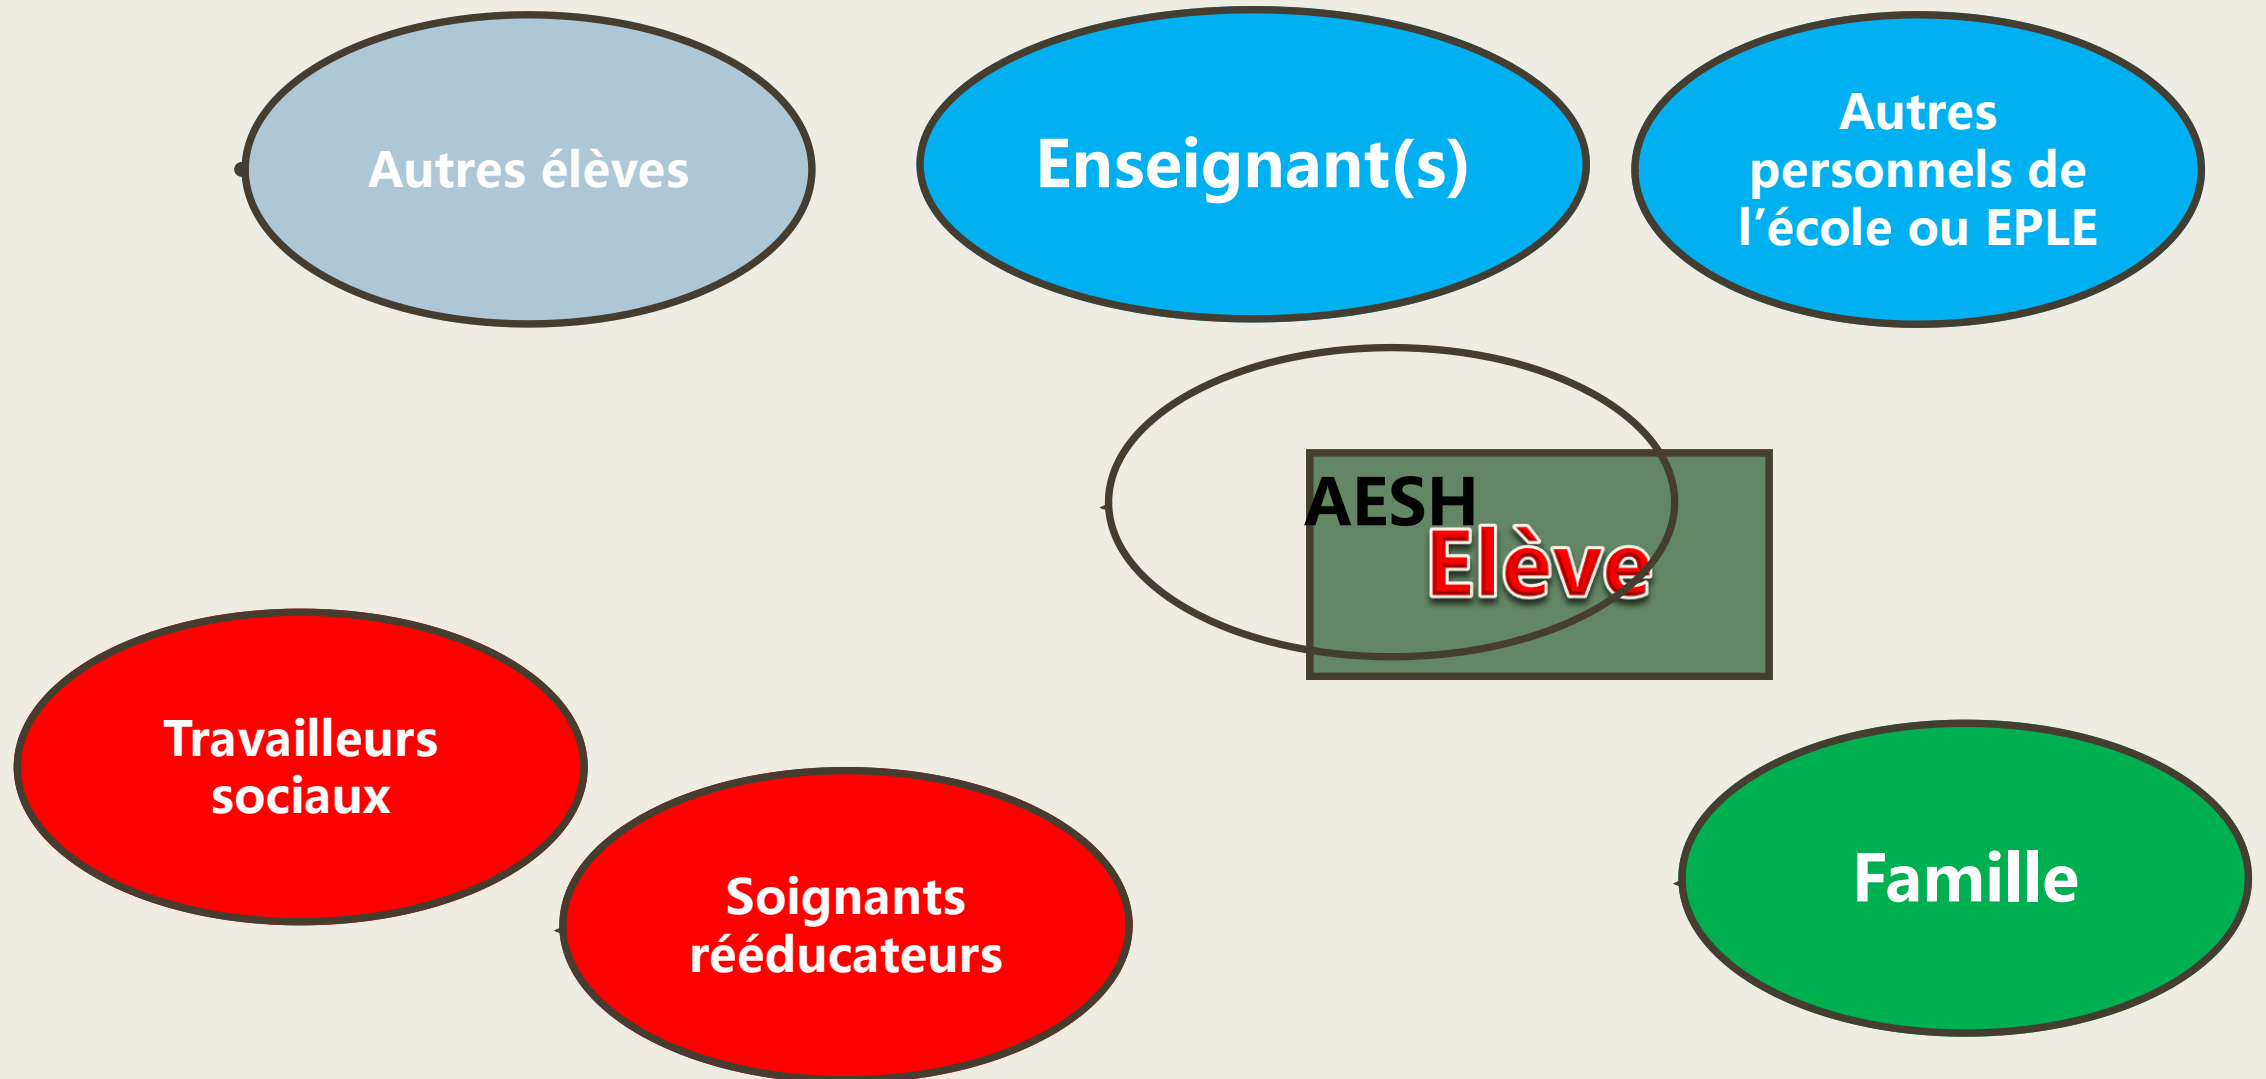 Autres élèves
Enseignant(s)
Autres
personnels de
l’école ou EPLE
AESH
Elève
Travailleurs
sociaux
Soignants
rééducateurs
Famille